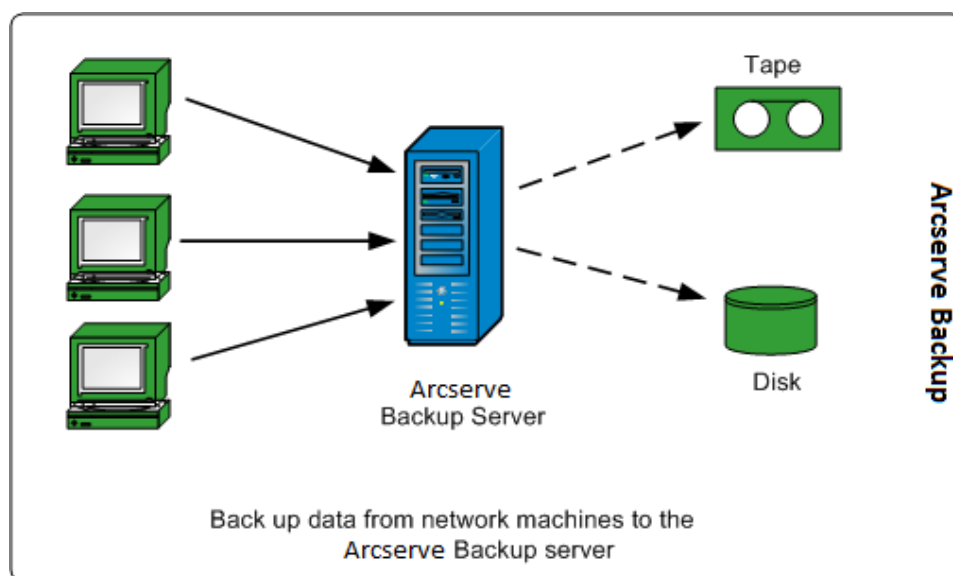 Tape
Arcserve Backup
Disk
Arcserve
Backup Server
Back up data from network machines to the
Arcserve Backup server